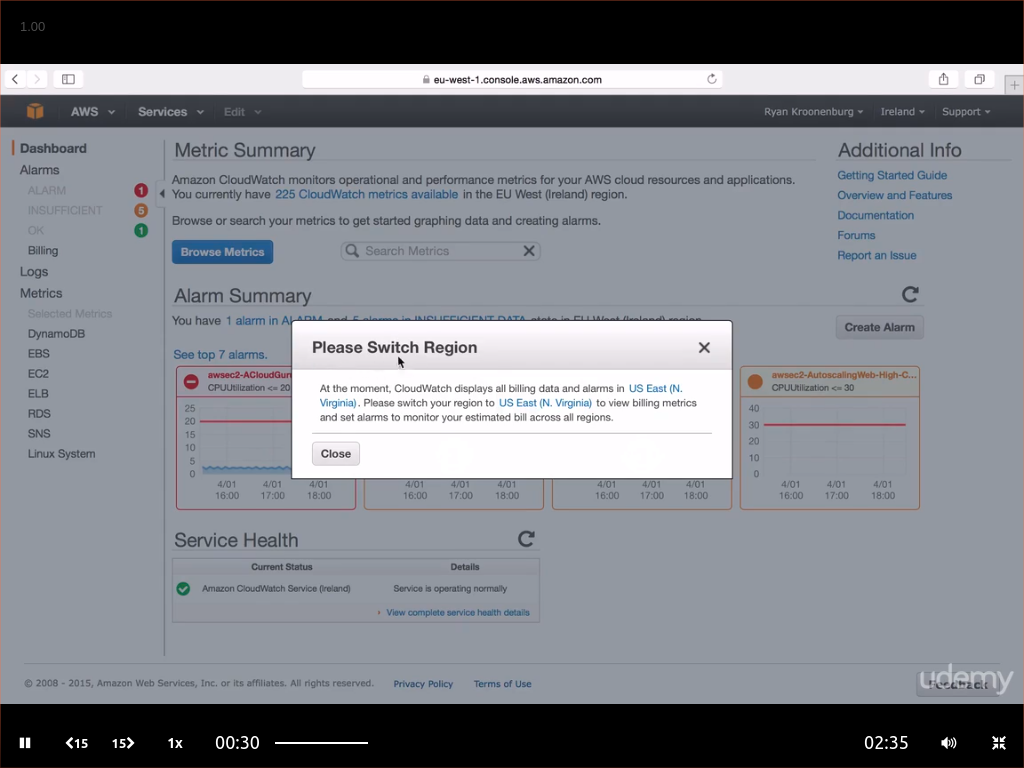 1.00
eu-west-1.console.aws.amazon.com
AWS Services Edit Ryan Kroonenburg Ireland Support
Dashboard
Alarms
ALARM 1
INSUFFICIENT 5
OK 1
Billing
Logs
Metrics
Selected Metrics
DynamoDB
EBS
EC2
ELB
RDS
SNS
Linux System
Metric Summary
Amazon CloudWatch monitors operational and performance metrics for your AWS cloud resources and applications.
You currently have 225 CloudWatch metrics available in the EU West (Ireland) region.
Browse or search your metrics to get started graphing data and creating alarms.
Browse Metrics Search Metrics
Additional Info
Getting Started Guide
Overview and Features
Documentation
Forums
Report an Issue
Alarm Summary
You have 1 alarm in ALARM and 5 alarms in INSUFFICIENT DATA state in EU West (Ireland) region.
Create Alarm
See top 7 alarms.
Please Switch Region
At the moment, CloudWatch displays all billing data and alarms in US East (N.
Virginia). Please switch your region to US East (N. Virginia) to view billing metrics
and set alarms to monitor your estimated bill across all regions.
Close
awsec2-ACloudGuru
CPUUtilization <= 20
25
20
15
10
5
0
4/01 4/01 4/01
16:00 17:00 18:00
4/01 4/01 4/01
16:00 17:00 18:00
4/01 4/01 4/01
16:00 17:00 18:00
awsec2-AutoscalingWeb-High-C...
CPUUtilization <= 30
40
30
20
10
0
4/01 4/01 4/01
16:00 17:00 18:00
Service Health
Current Status Details
Amazon CloudWatch Service (Ireland) Service is operating normally
View complete service health details
© 2008 - 2015, Amazon Web Services, Inc. or its affiliates. All rights reserved. Privacy Policy Terms of Use
Feedback
udemy
15 15 1x 00:30 02:35